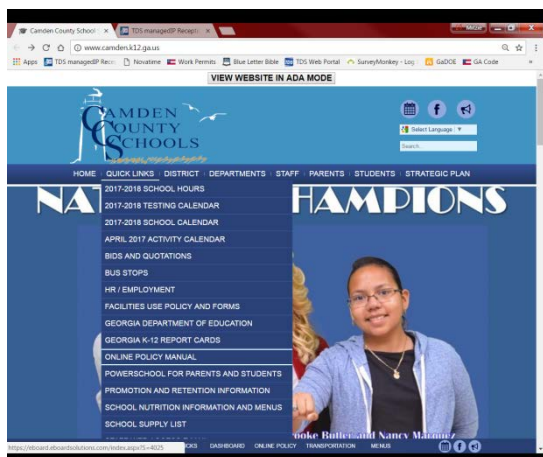 Camden County School
TDS managedIP Recepti
www.camden.k12.ga.us
Apps TDS managedIP Rece Novatime Work Permits Blue Letter Bible TDS Web Portal SurveyMonkey - Log GaDOE GA Code »
VIEW WEBSITE IN ADA MODE
CAMDEN
COUNTY
SCHOOLS
Select Language ▼
Search...
HOME QUICK LINKS DISTRICT DEPARTMENTS STAFF PARENTS STUDENTS STRATEGIC PLAN
2017-2018 SCHOOL HOURS
NAT HAMPIONS
2017-2018 TESTING CALENDAR
2017-2018 SCHOOL CALENDAR
APRIL 2017 ACTIVITY CALENDAR
BIDS AND QUOTATIONS
BUS STOPS
HR / EMPLOYMENT
FACILITIES USE POLICY AND FORMS
GEORGIA DEPARTMENT OF EDUCATION
GEORGIA K-12 REPORT CARDS
ONLINE POLICY MANUAL
POWERSCHOOL FOR PARENTS AND STUDENTS
PROMOTION AND RETENTION INFORMATION
SCHOOL NUTRITION INFORMATION AND MENUS
SCHOOL SUPPLY LIST
ooke Butler and Nancy Marquez
https://eboard.eboardsolutions.com/index.aspx?S=4025
CKS DASHBOARD ONLINE POLICY TRANSPORTATION MENUS